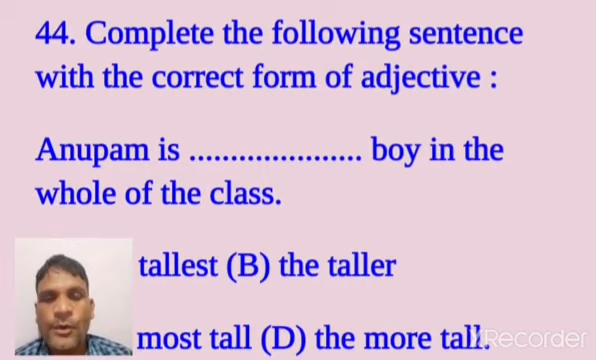 44. Complete the following sentence
with the correct form of adjective :
Anupam is ..................... boy in the
whole of the class.
tallest (B) the taller
most tall (D) the more tall.
Recorder